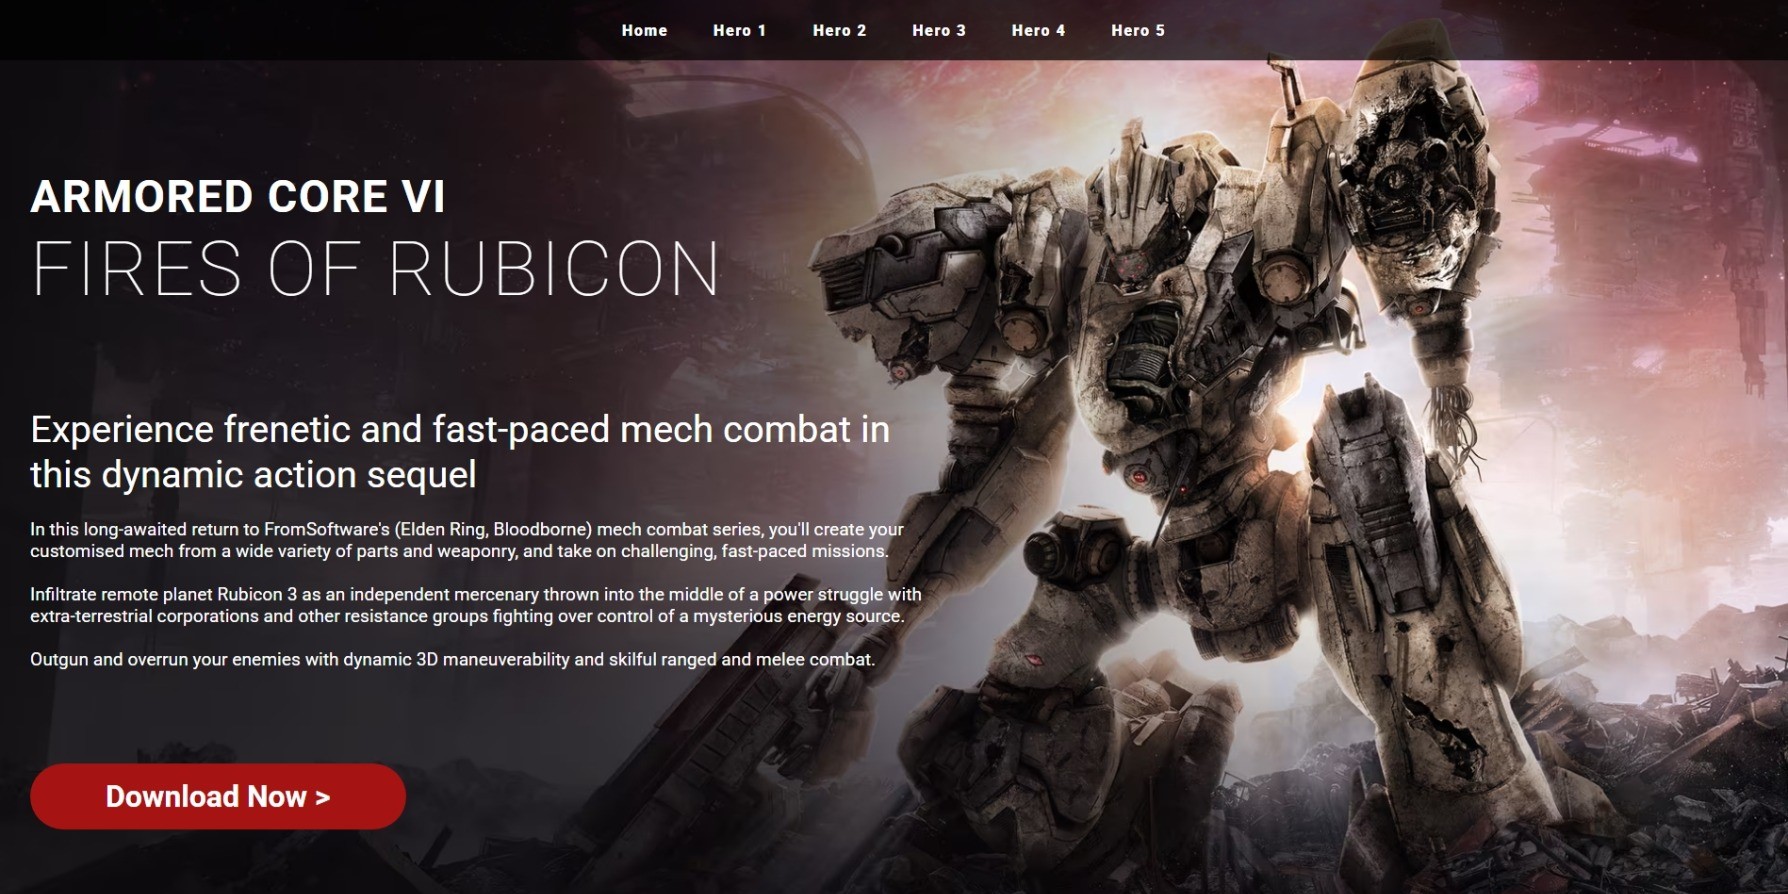 Home Hero 1 Hero 2 Hero 3 Hero 4 Hero 5
ARMORED CORE VI
FIRES OF RUBICON
Experience frenetic and fast-paced mech combat in
this dynamic action sequel
In this long-awaited return to FromSoftware's (Elden Ring, Bloodborne) mech combat series, you'll create your
customised mech from a wide variety of parts and weaponry, and take on challenging, fast-paced missions.
Infiltrate remote planet Rubicon 3 as an independent mercenary thrown into the middle of a power struggle with
extra-terrestrial corporations and other resistance groups fighting over control of a mysterious energy source.
Outgun and overrun your enemies with dynamic 3D maneuverability and skilful ranged and melee combat.
Download Now >